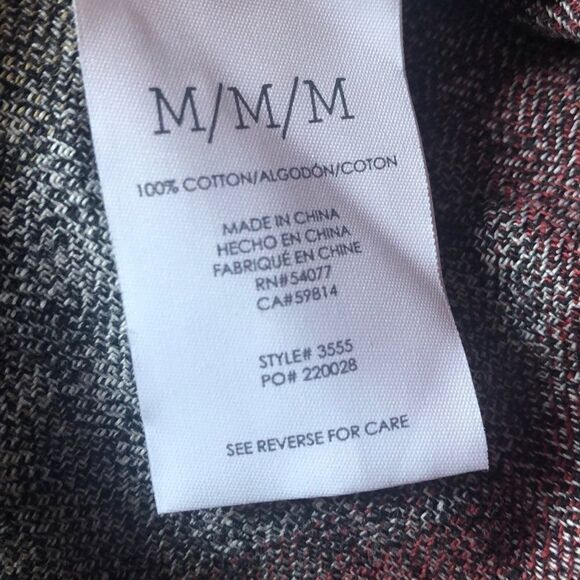 M/M/M
100% COTTON/ALGODÓN/COTON
MADE IN CHINA
HECHO EN CHINA
FABRIQUÉ EN CHINE
RN#54077
CA#59814
STYLE# 3555
PO# 220028
SEE REVERSE FOR CARE